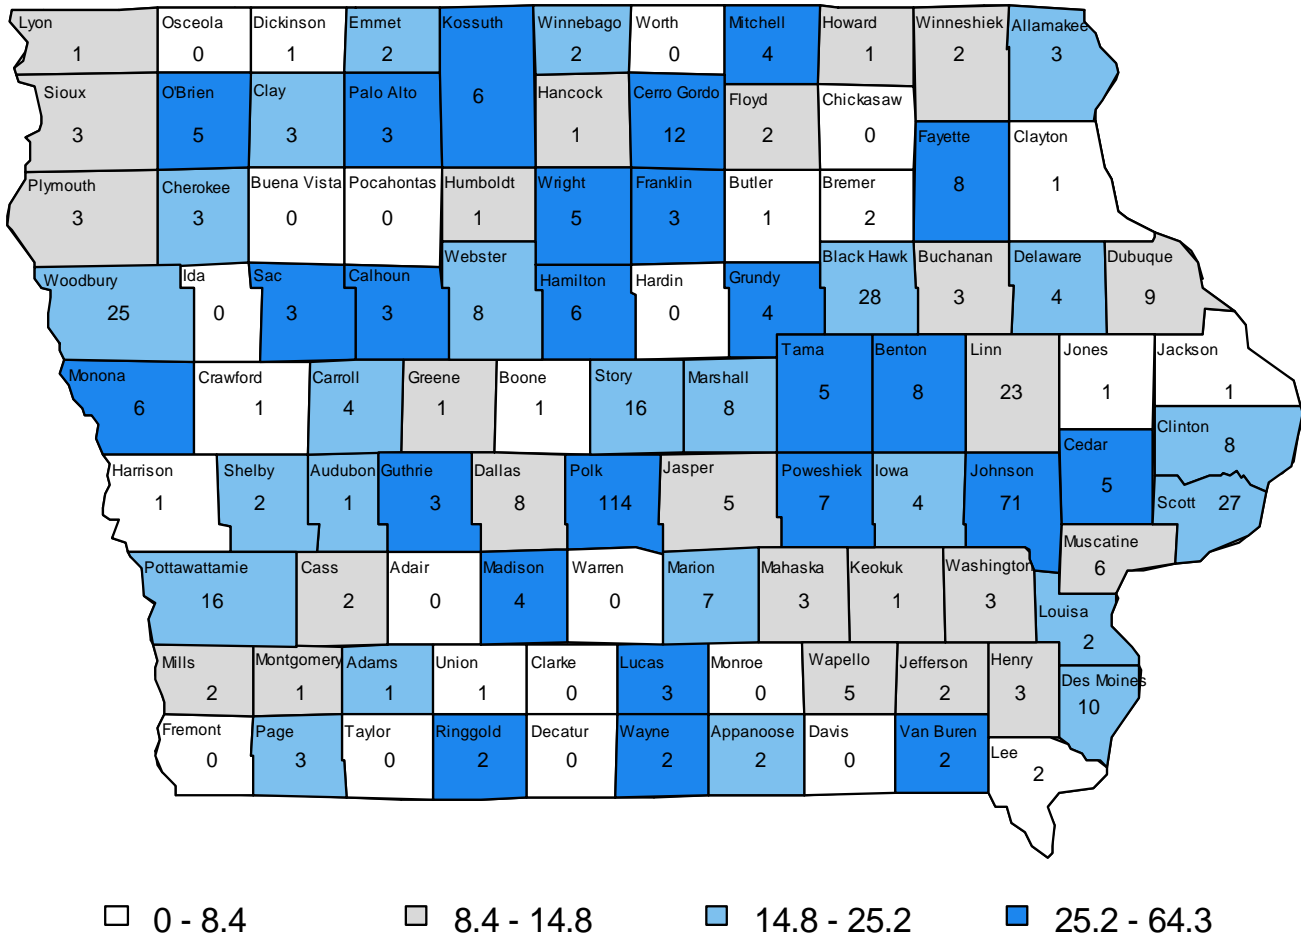 Lyon
1
Osceola
0
Dickinson
1
Emmet
2
Kossuth
6
Winnebago
2
Worth
0
Mitchell
4
Howard
1
Winneshiek
2
Allamakee
3
Sioux
3
O'Brien
5
Clay
3
Palo Alto
3
Hancock
1
Cerro Gordo
12
Floyd
2
Chickasaw
0
Fayette
8
Clayton
1
Plymouth
3
Cherokee
3
Buena Vista
0
Pocahontas
0
Humboldt
1
Wright
5
Franklin
3
Butler
1
Bremer
2
Woodbury
25
Ida
0
Sac
3
Calhoun
3
Webster
8
Hamilton
6
Hardin
0
Grundy
4
Black Hawk
28
Buchanan
3
Delaware
4
Dubuque
9
Monona
6
Crawford
1
Carroll
4
Greene
1
Boone
1
Story
16
Marshall
8
Tama
5
Benton
8
Linn
23
Jones
1
Jackson
1
Clinton
8
Harrison
1
Shelby
2
Audubon
1
Guthrie
3
Dallas
8
Polk
114
Jasper
5
Poweshiek
7
Iowa
4
Johnson
71
Cedar
5
Scott 27
Muscatine
6
Pottawattamie
16
Cass
2
Adair
0
Madison
4
Warren
0
Marion
7
Mahaska
3
Keokuk
1
Washington
3
Louisa
2
Mills
2
Montgomery
1
Adams
1
Union
1
Clarke
0
Lucas
3
Monroe
0
Wapello
5
Jefferson
2
Henry
3
Des Moines
10
Fremont
0
Page
3
Taylor
0
Ringgold
2
Decatur
0
Wayne
2
Appanoose
2
Davis
0
Van Buren
2
Lee
2
0 - 8.4
8.4 - 14.8
14.8 - 25.2
25.2 - 64.3